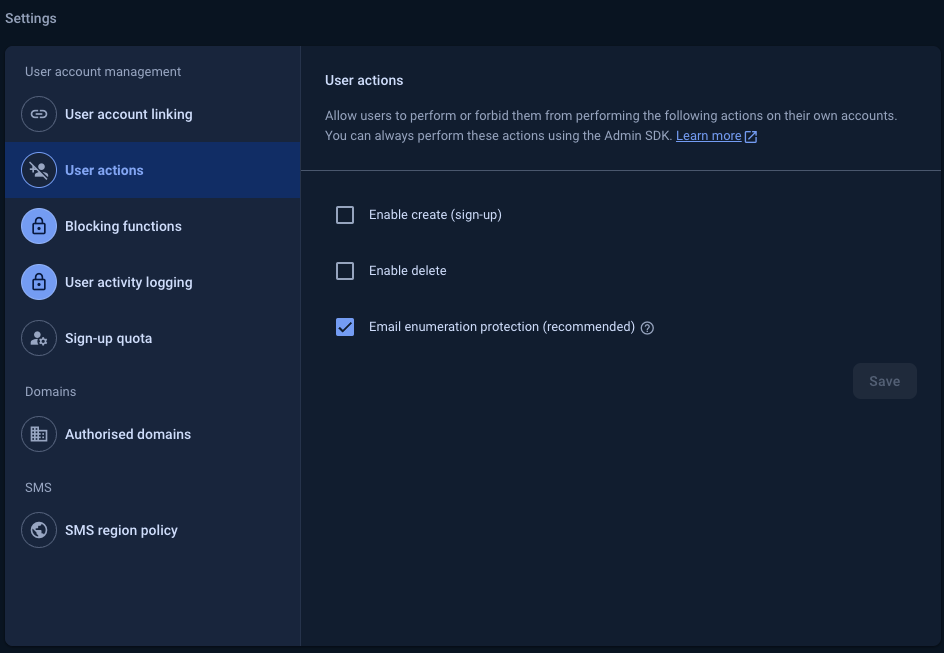 Settings
User account management
User account linking
User actions
Blocking functions
User activity logging
Sign-up quota
Domains
Authorised domains
SMS
SMS region policy
User actions
Allow users to perform or forbid them from performing the following actions on their own accounts.
You can always perform these actions using the Admin SDK. Learn more
Enable create (sign-up)
Enable delete
Email enumeration protection (recommended)
Save